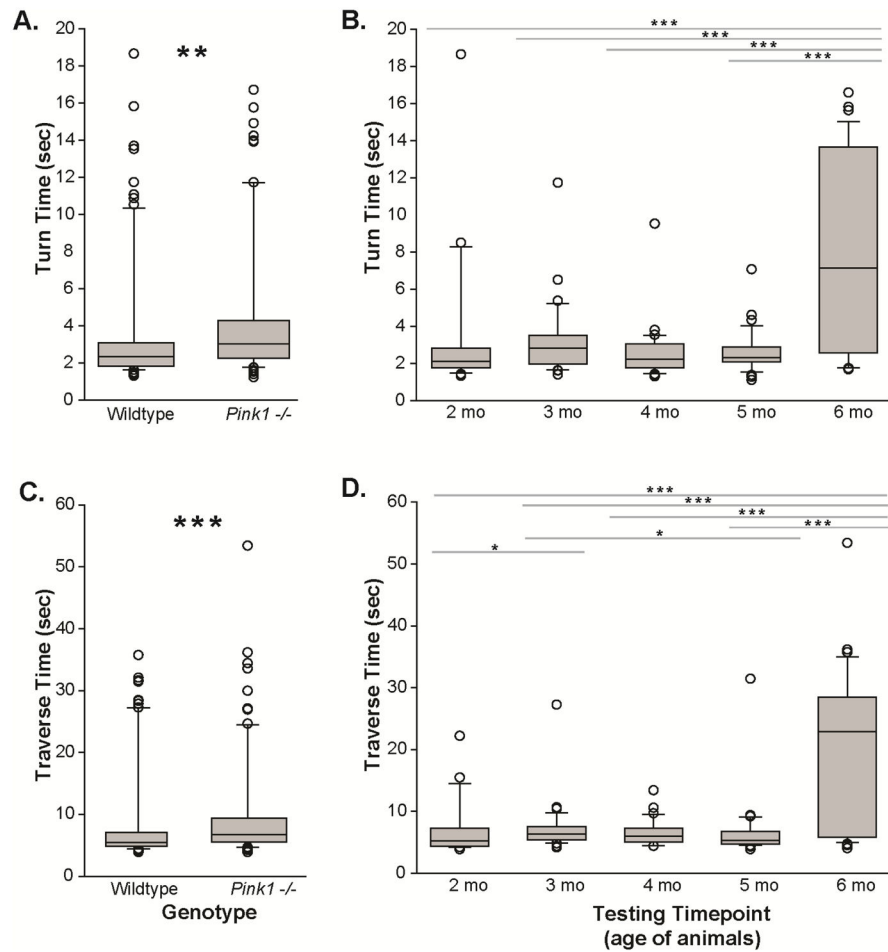 A.
**
Turn Time (sec)
20
18
16
14
12
10
8
6
4
2
0
Wildtype
Pink1 -/-
B.
***
***
***
***
Turn Time (sec)
20
18
16
14
12
10
8
6
4
2
0
2 mo
3 mo
4 mo
5 mo
6 mo
C.
***
Traverse Time (sec)
60
50
40
30
20
10
0
Wildtype
Pink1 -/-
Genotype
D.
***
***
***
***
*
*
Traverse Time (sec)
60
50
40
30
20
10
0
2 mo
3 mo
4 mo
5 mo
6 mo
Testing Timepoint
(age of animals)